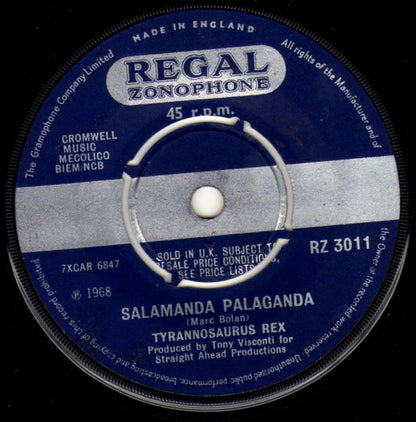 MADE IN ENGLAND
The Gramophone Company Limited
All rights of the Manufacturer and of
the Owner of the recorded work reserved. Unauthorised public performance, broadcasting and copying of this record prohibited
REGAL
ZONOPHONE
45 r.p.m.
CROMWELL
MUSIC
MECOLICO
BIEM/NCB
SOLD IN U.K. SUBJECT TO
RESALE PRICE CONDITIONS,
SEE PRICE LISTS
RZ 3011
7XCAR 6847
℗ 1968
SALAMANDA PALAGANDA
(Marc Bolan)
TYRANNOSAURUS REX
Produced by Tony Visconti for
Straight Ahead Productions